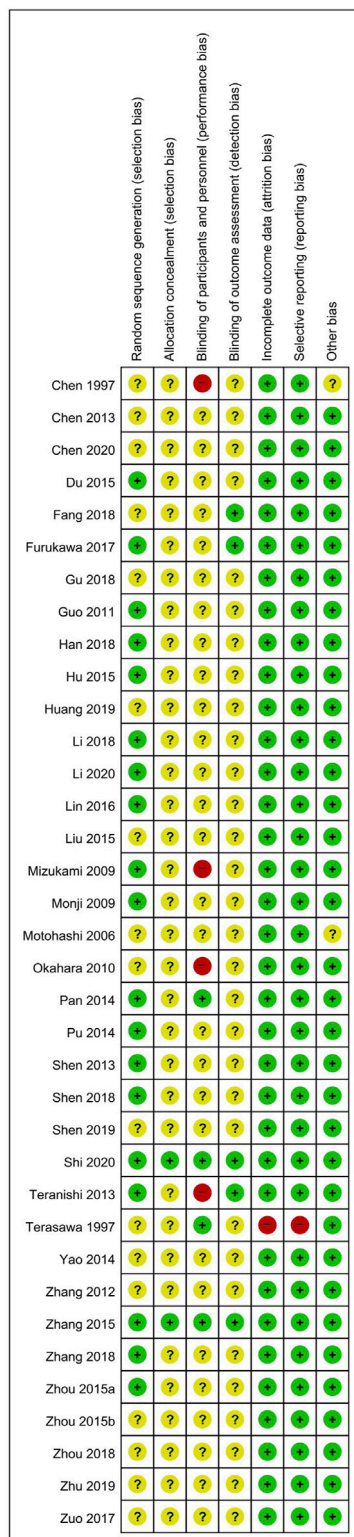 Random sequence generation (selection bias)
Allocation concealment (selection bias)
Blinding of participants and personnel (performance bias)
Blinding of outcome assessment (detection bias)
Incomplete outcome data (attrition bias)
Selective reporting (reporting bias)
Other bias
Chen 1997 ? ? − ? + + ?
Chen 2013 ? ? ? ? + + +
Chen 2020 ? ? ? ? + + +
Du 2015 + ? ? ? + + +
Fang 2018 ? ? ? + + + +
Furukawa 2017 + ? ? + + + +
Gu 2018 ? ? ? ? + + +
Guo 2011 + ? ? ? + + +
Han 2018 + ? ? ? + + +
Hu 2015 + ? ? ? + + +
Huang 2019 ? ? ? ? + + +
Li 2018 + ? ? ? + + +
Li 2020 + ? ? ? + + +
Lin 2016 + ? ? ? + + +
Liu 2015 ? ? ? ? + + +
Mizukami 2009 + ? − ? + + +
Monji 2009 + ? ? ? + + +
Motohashi 2006 ? ? ? ? + + ?
Okahara 2010 ? ? − ? + + +
Pan 2014 + ? + ? + + +
Pu 2014 + ? ? ? + + +
Shen 2013 + ? ? ? + + +
Shen 2018 + ? ? ? + + +
Shen 2019 ? ? ? ? + + +
Shi 2020 + + + + + + +
Teranishi 2013 + ? − + + + +
Terasawa 1997 ? ? + ? − − +
Yao 2014 ? ? ? ? + + +
Zhang 2012 ? ? ? ? + + +
Zhang 2015 + + + + + + +
Zhang 2018 + ? ? ? + + +
Zhou 2015a + ? ? ? + + +
Zhou 2015b ? ? ? ? + + +
Zhou 2018 ? ? ? ? + + +
Zhu 2019 ? ? ? ? + + +
Zuo 2017 ? ? ? ? + + +